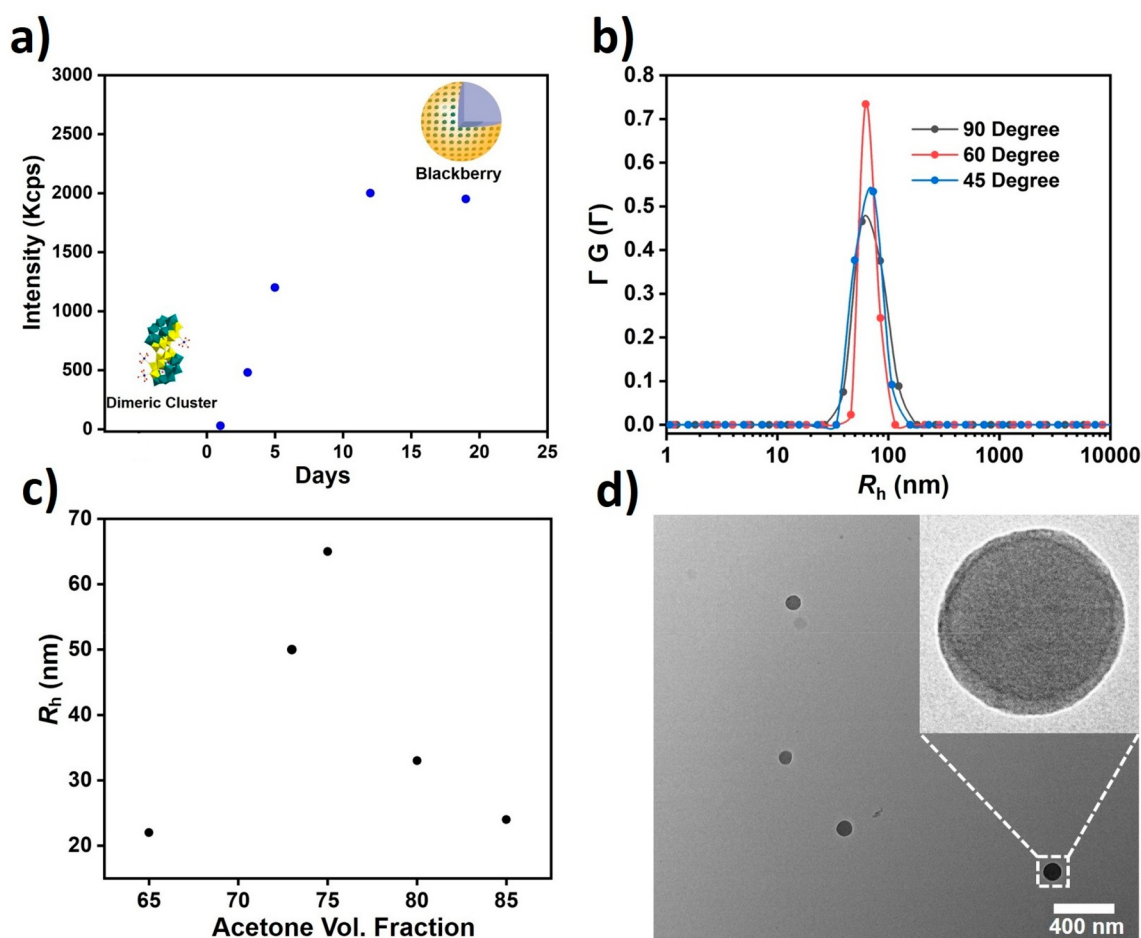 a)
3000
2500
2000
1500
1000
500
0
Intensity (Kcps)
Blackberry
Dimeric Cluster
0
5
10
15
20
25
Days
b)
0.8
0.7
0.6
0.5
0.4
0.3
0.2
0.1
0.0
Γ G (Γ)
90 Degree
60 Degree
45 Degree
1
10
100
1000
10000
Rh (nm)
c)
70
60
50
40
30
20
Rh (nm)
65
70
75
80
85
Acetone Vol. Fraction
d)
400 nm